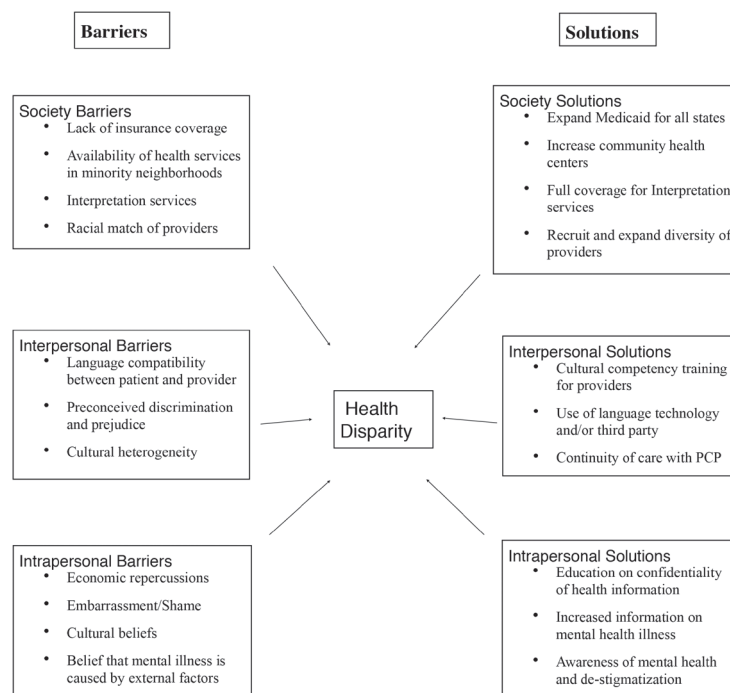 Barriers
Solutions
Society Barriers
• Lack of insurance coverage
• Availability of health services
in minority neighborhoods
• Interpretation services
• Racial match of providers
Society Solutions
• Expand Medicaid for all states
• Increase community health
centers
• Full coverage for Interpretation
services
• Recruit and expand diversity of
providers
Interpersonal Barriers
• Language compatibility
between patient and provider
• Preconceived discrimination
and prejudice
• Cultural heterogeneity
Health
Disparity
Interpersonal Solutions
• Cultural competency training
for providers
• Use of language technology
and/or third party
• Continuity of care with PCP
Intrapersonal Barriers
• Economic repercussions
• Embarrassment/Shame
• Cultural beliefs
• Belief that mental illness is
caused by external factors
Intrapersonal Solutions
• Education on confidentiality
of health information
• Increased information on
mental health illness
• Awareness of mental health
and de-stigmatization